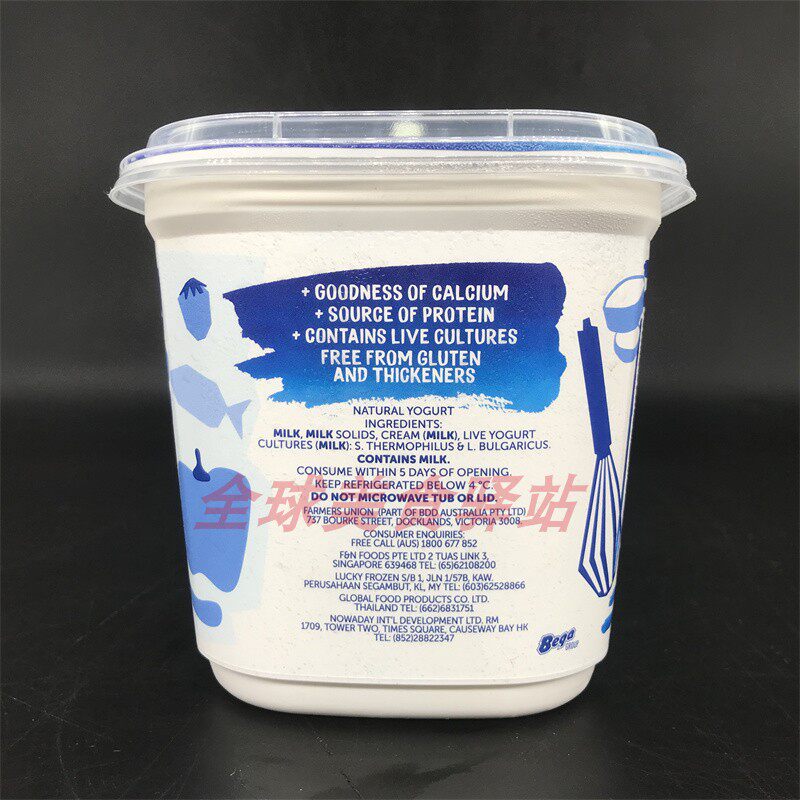 + GOODNESS OF CALCIUM
+ SOURCE OF PROTEIN
+ CONTAINS LIVE CULTURES
FREE FROM GLUTEN
AND THICKENERS
NATURAL YOGURT
INGREDIENTS:
MILK, MILK SOLIDS, CREAM (MILK), LIVE YOGURT
CULTURES (MILK): S. THERMOPHILUS & L. BULGARICUS.
CONTAINS MILK.
CONSUME WITHIN 5 DAYS OF OPENING.
KEEP REFRIGERATED BELOW 4°C.
DO NOT MICROWAVE TUB OR LID.
全球美食驿站
FARMERS UNION (PART OF BDD AUSTRALIA PTY LTD)
737 BOURKE STREET, DOCKLANDS, VICTORIA 3008.
CONSUMER ENQUIRIES:
FREE CALL (AUS) 1800 677 852
F&N FOODS PTE LTD 2 TUAS LINK 3,
SINGAPORE 639468 TEL: (65)62108200
LUCKY FROZEN S/B 1, JLN 1/57B, KAW.
PERUSAHAAN SEGAMBUT, KL, MY TEL: (603)62528866
GLOBAL FOOD PRODUCTS CO. LTD.
THAILAND TEL: (662)6831751
NOWADAY INT'L DEVELOPMENT LTD. RM
1709, TOWER TWO, TIMES SQUARE, CAUSEWAY BAY HK
TEL: (852)28822347
Bega
GROUP